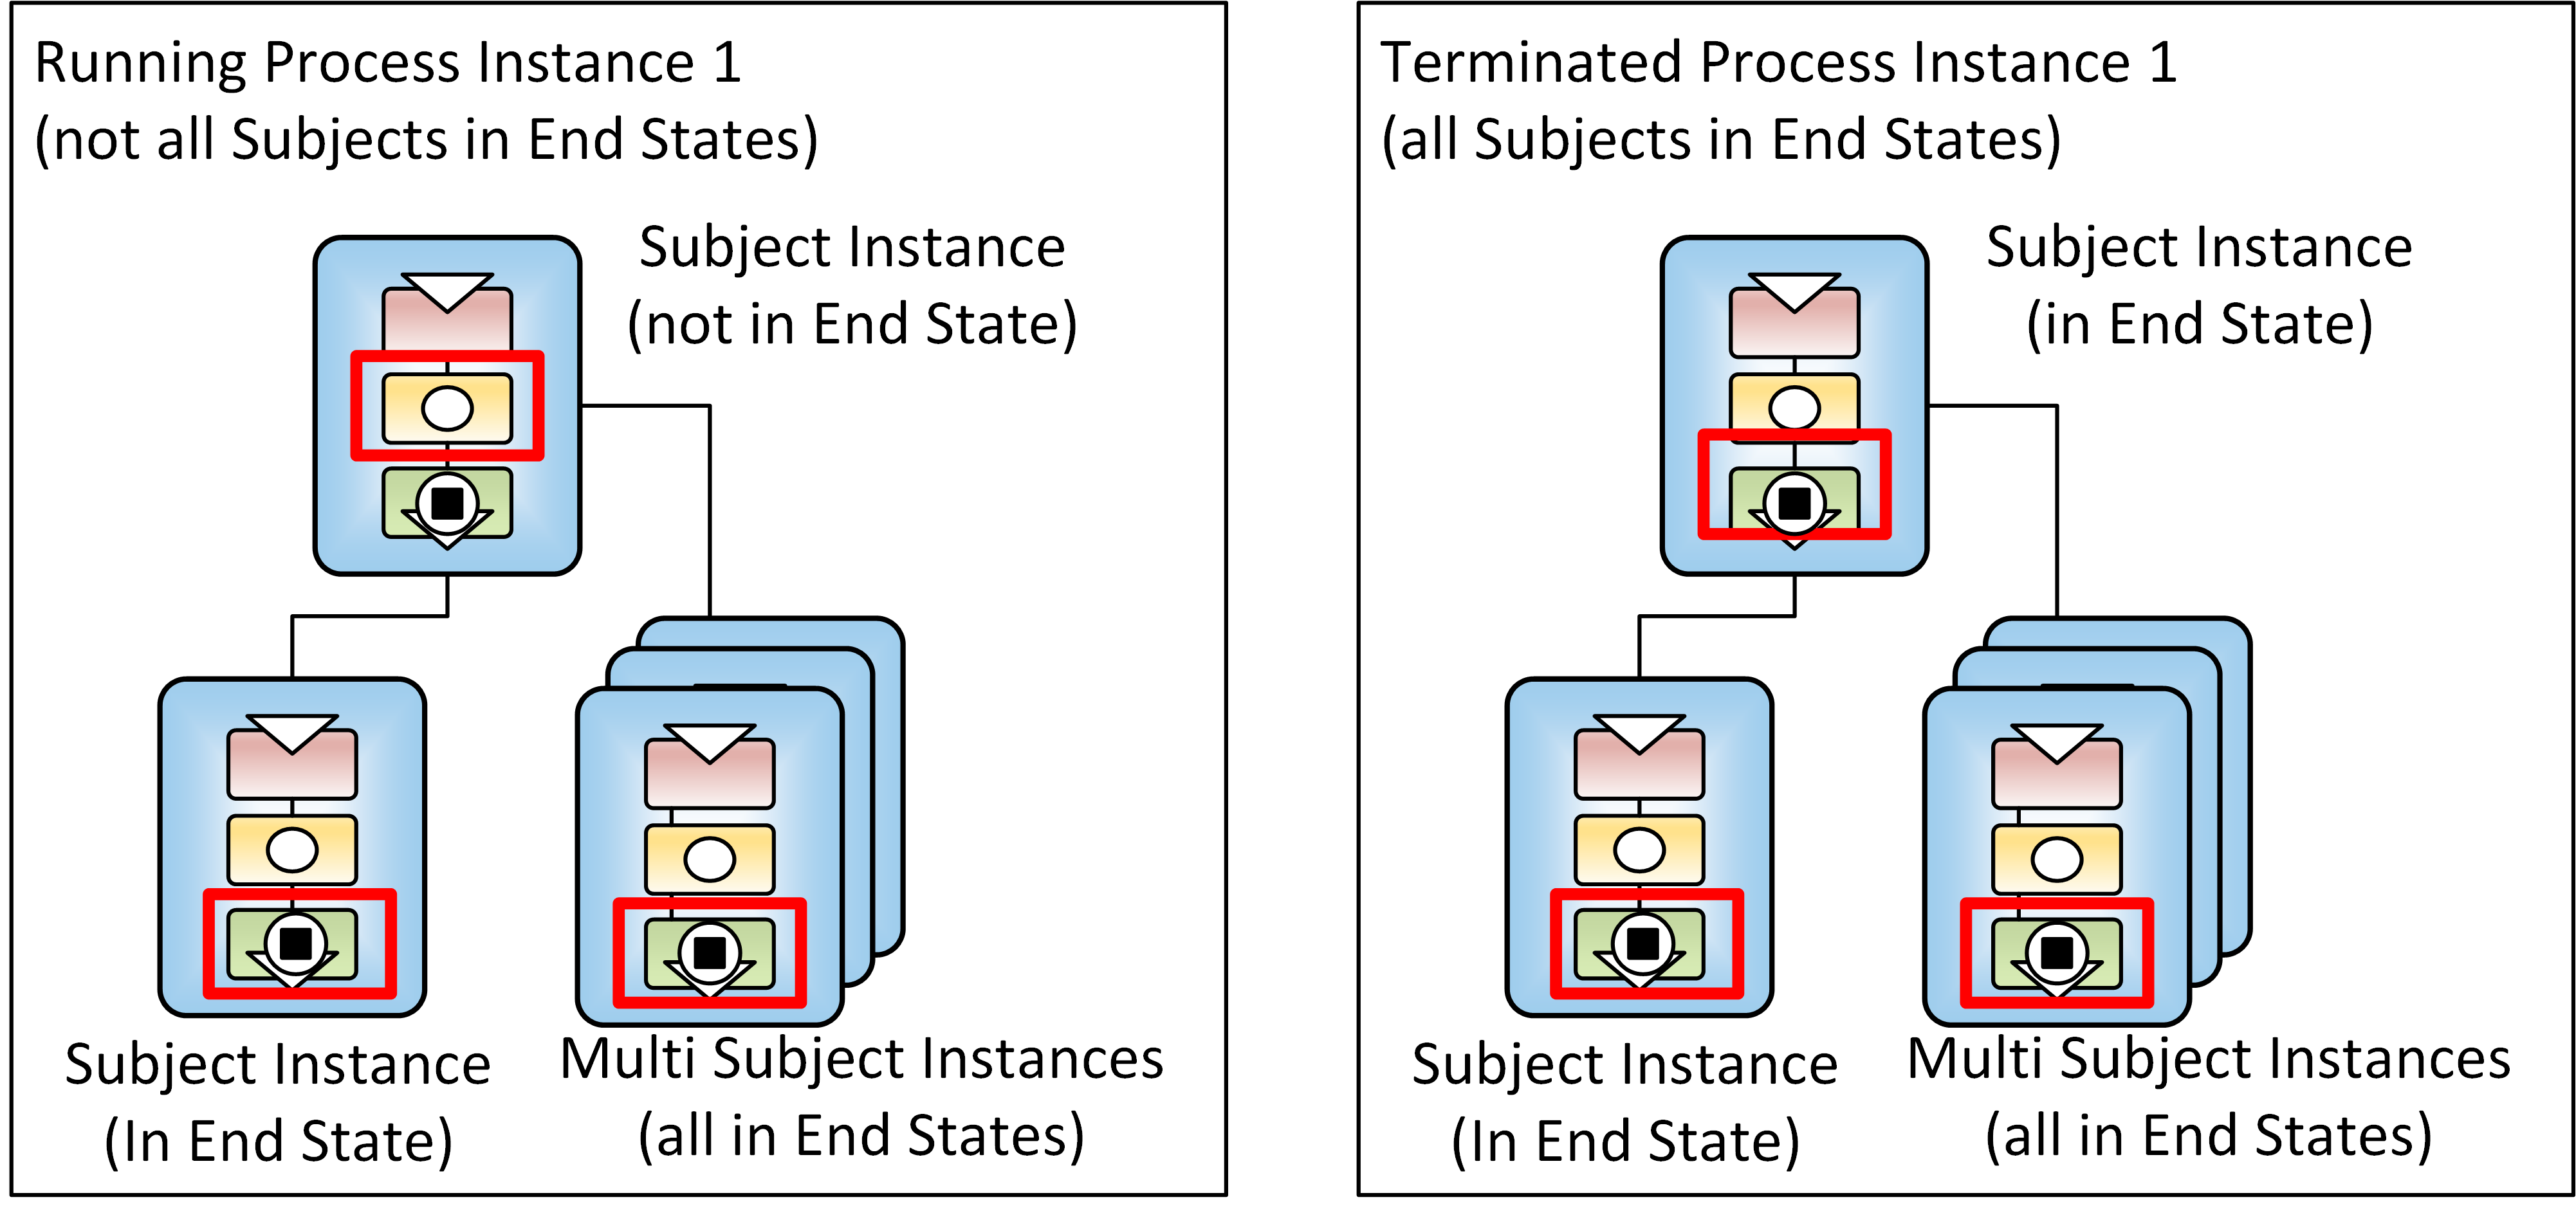 Running Process Instance 1
(not all Subjects in End States)
Subject Instance
(not in End State)
Subject Instance
(In End State)
Multi Subject Instances
(all in End States)
Terminated Process Instance 1
(all Subjects in End States)
Subject Instance
(in End State)
Subject Instance
(In End State)
Multi Subject Instances
(all in End States)